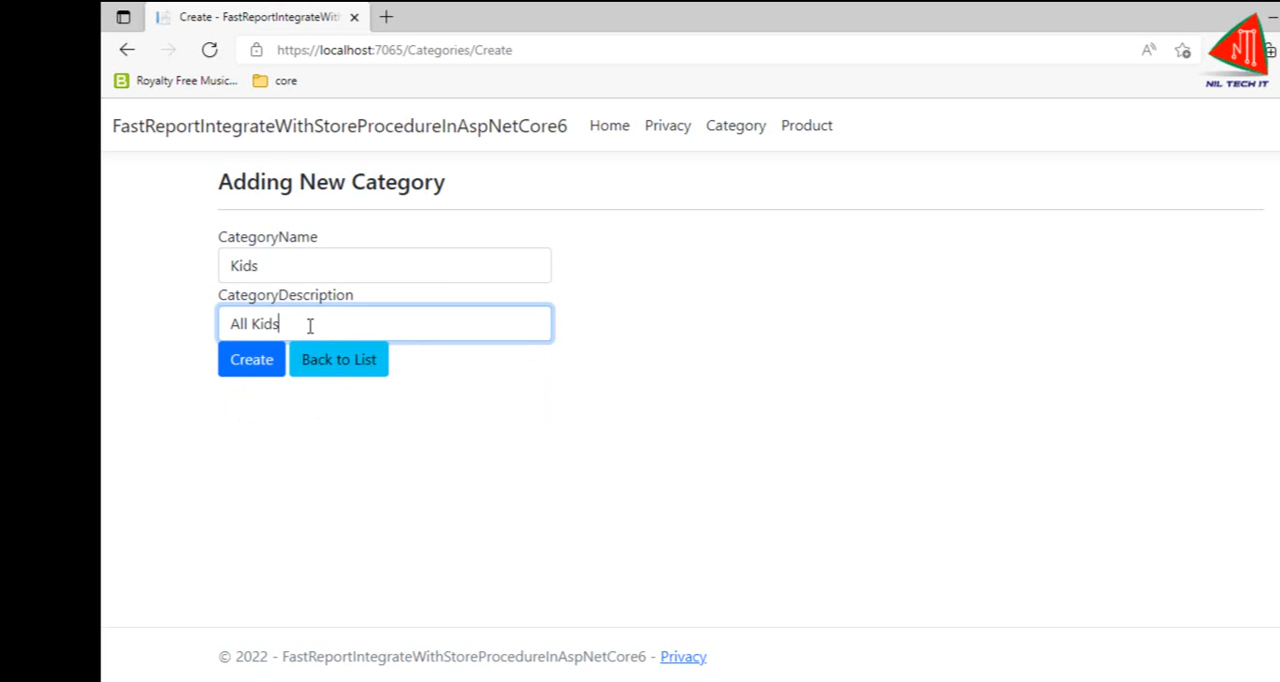 Create - FastReportIntegrateWith
https://localhost:7065/Categories/Create
NIL TECH IT
Royalty Free Music... core
FastReportIntegrateWithStoreProcedureInAspNetCore6 Home Privacy Category Product
Adding New Category
CategoryName
Kids
CategoryDescription
All Kids
Create Back to List
© 2022 - FastReportIntegrateWithStoreProcedureInAspNetCore6 - Privacy